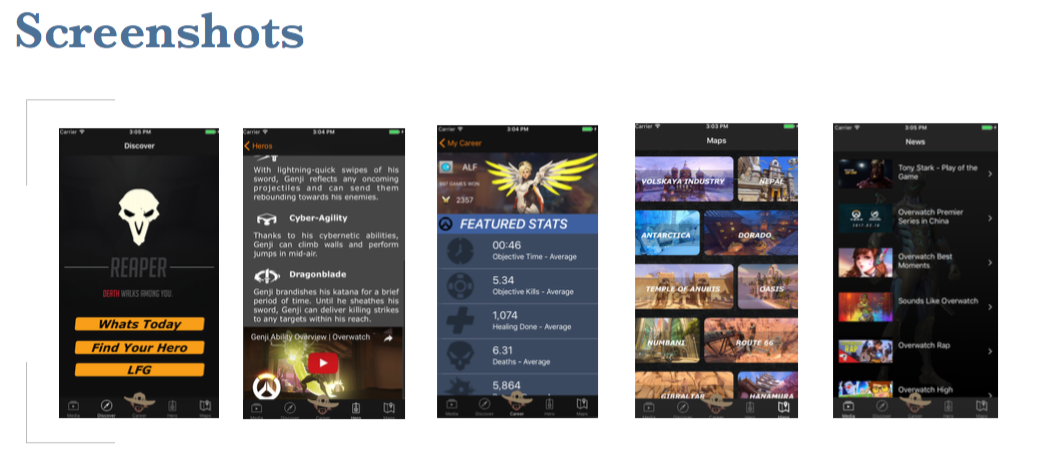 Screenshots
Carrier 3:05 PM
Discover
REAPER
DEATH WALKS AMONG YOU.
Whats Today
Find Your Hero
LFG
Media Discover Career Hero Maps
Carrier 3:04 PM
Heros
With lightning-quick swipes of his
sword, Genji reflects any oncoming
projectiles and can send them
rebounding towards his enemies.
Cyber-Agility
Thanks to his cybernetic abilities,
Genji can climb walls and perform
jumps in mid-air.
Dragonblade
Genji brandishes his katana for a brief
period of time. Until he sheathes his
sword, Genji can deliver killing strikes
to any targets within his reach.
Genji Ability Overview | Overwatch
Media Discover Career Hero Maps
Carrier 3:04 PM
My Career
ALF
GAMES WON
2357
FEATURED STATS
00:46
Objective Time - Average
5.34
Objective Kills - Average
1,074
Healing Done - Average
6.31
Deaths - Average
5,864
Media Discover Career Hero Maps
Carrier 3:03 PM
Maps
VOLSKAYA INDUSTRY NEPAL
ANTARCTICA DORADO
TEMPLE OF ANUBIS OASIS
NUMBANI ROUTE 66
GIBRALTAR HANAMURA
Media Discover Career Hero Maps
Carrier 3:05 PM
News
Tony Stark - Play of the
Game
Overwatch Premier
Series in China
Overwatch Best
Moments
Sounds Like Overwatch
RAP
Overwatch Rap
Overwatch High
Media Discover Career Hero Maps